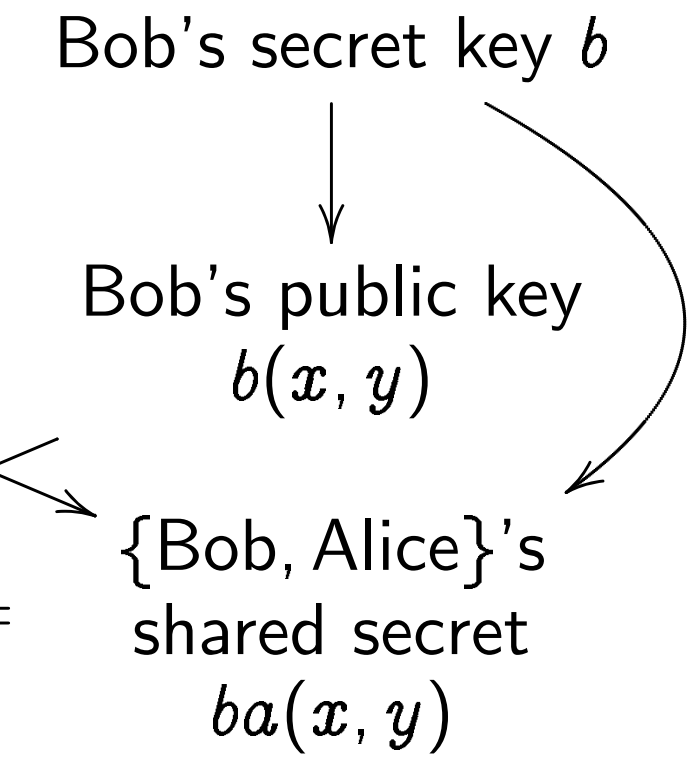 Bob's secret key b
Bob's public key
b(x, y)
{Bob, Alice}'s
=
shared secret
ba(x, y)